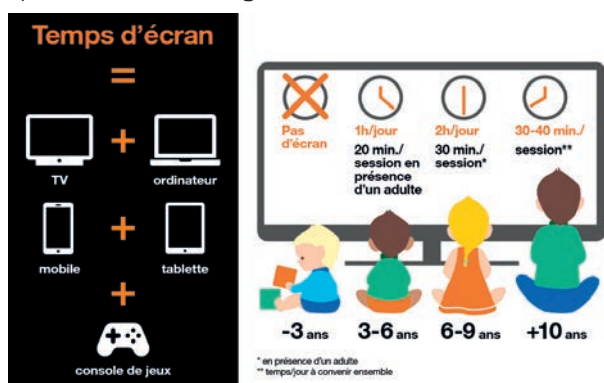 Temps d'écran
=
+
TV
ordinateur
+
mobile
tablette
+
console de jeux
Pas
d'écran
1h/jour
20 min./
session en
présence
d'un adulte
2h/jour
30 min./
session*
30-40 min./
session**
-3 ans
3-6 ans
6-9 ans
+10 ans
* en présence d'un adulte
** temps/jour à convenir ensemble